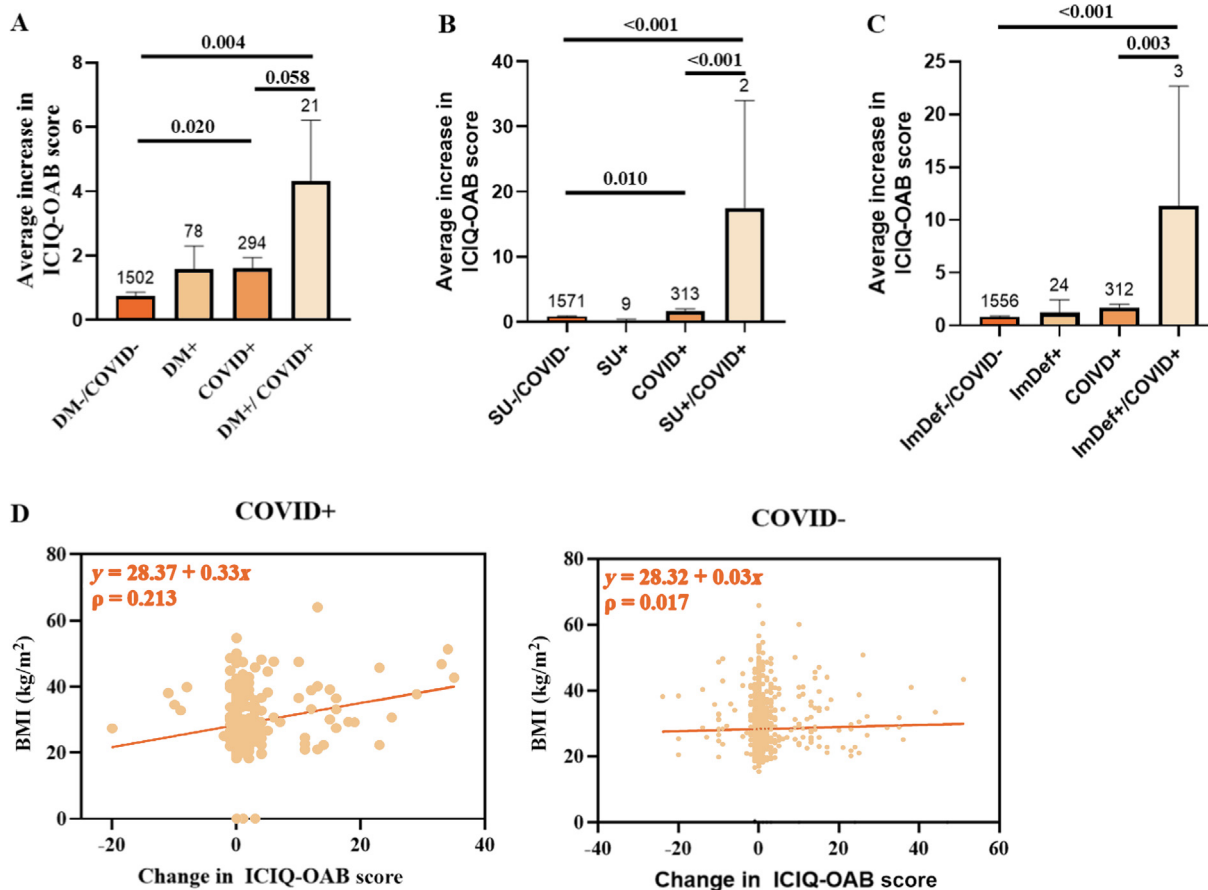 A
Average increase in
ICIQ-OAB score
8
6
4
2
0
0.004
0.058
0.020
1502
78
294
21
DM-/COVID-
DM+
COVID+
DM+/ COVID+
B
Average increase in
ICIQ-OAB score
40
30
20
10
0
<0.001
<0.001
0.010
1571
9
313
2
SU-/COVID-
SU+
COVID+
SU+/COVID+
C
Average increase in
ICIQ-OAB score
25
20
15
10
5
0
<0.001
0.003
1556
24
312
3
ImDef-/COVID-
ImDef+
COIVD+
ImDef+/COVID+
D
COVID+
y = 28.37 + 0.33x
ρ = 0.213
BMI (kg/m²)
80
60
40
20
0
-20
0
20
40
Change in ICIQ-OAB score
COVID-
y = 28.32 + 0.03x
ρ = 0.017
BMI (kg/m²)
80
60
40
20
0
-40
-20
0
20
40
60
Change in ICIQ-OAB score